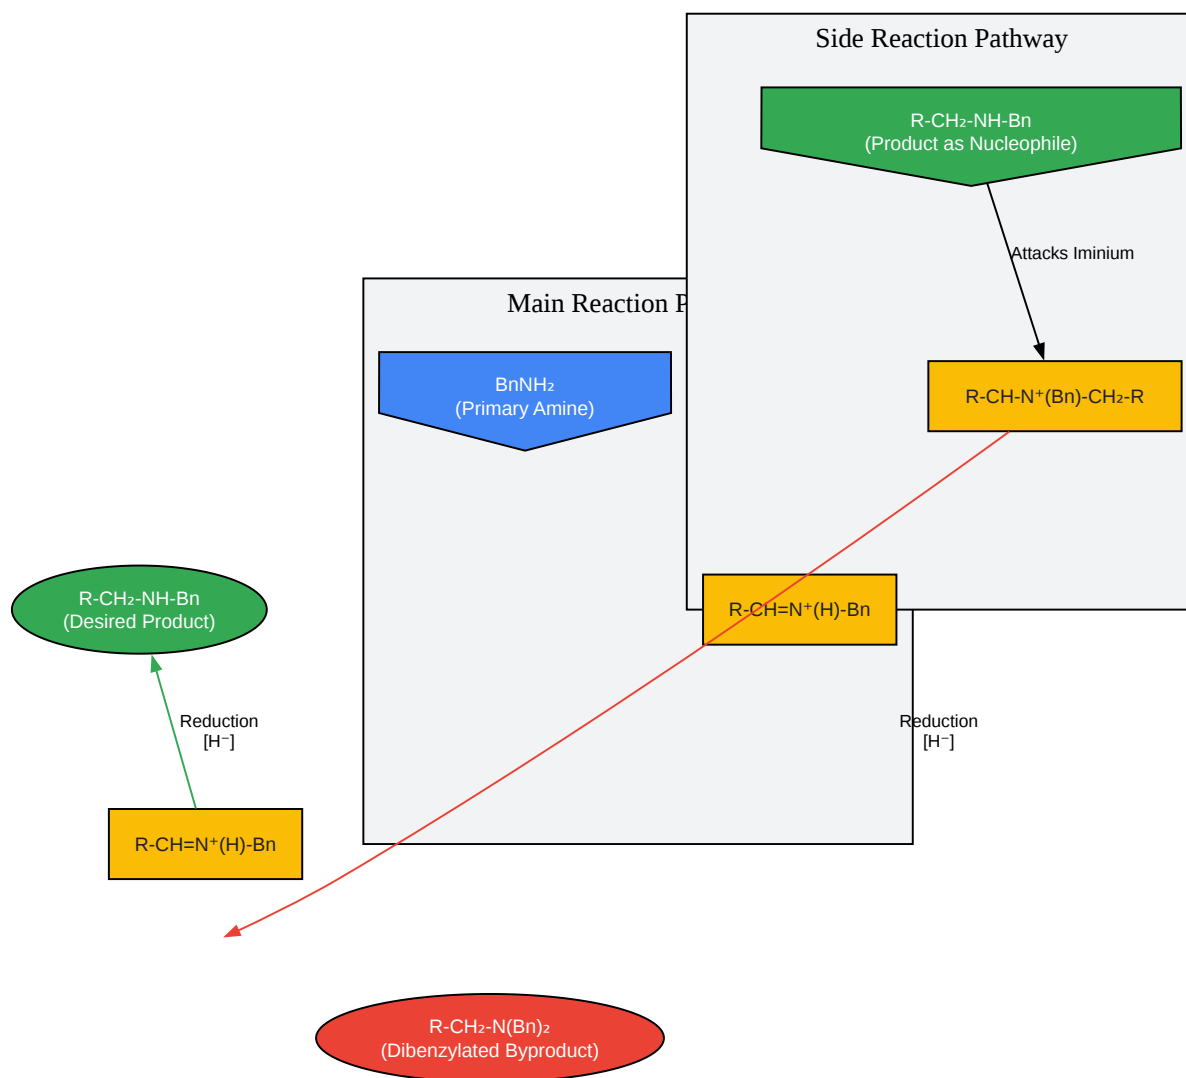 Side Reaction Pathway
R-CH₂-NH-Bn
(Product as Nucleophile)
Attacks Iminium
Main Reaction P
BnNH₂
(Primary Amine)
R-CH-N⁺(Bn)-CH₂-R
R-CH₂-NH-Bn
(Desired Product)
R-CH=N⁺(H)-Bn
Reduction
[H⁻]
Reduction
[H⁻]
R-CH=N⁺(H)-Bn
R-CH₂-N(Bn)₂
(Dibenzylated Byproduct)